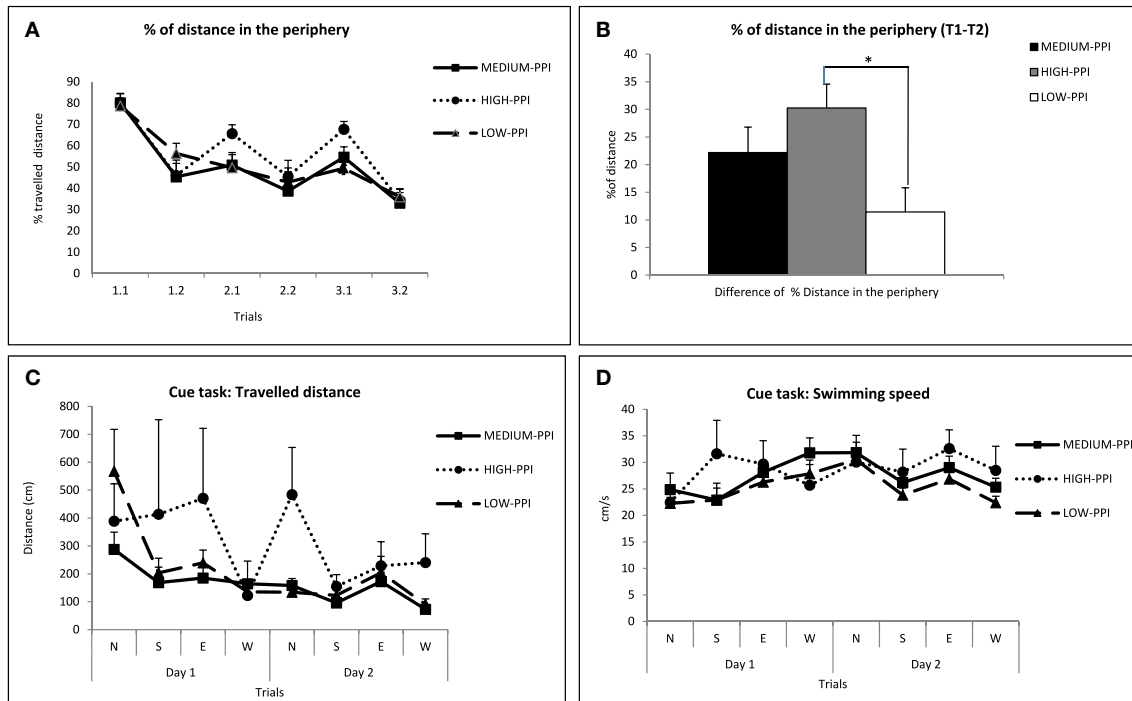 A
% of distance in the periphery
MEDIUM-PPI
HIGH-PPI
LOW-PPI
90
80
70
60
50
40
30
20
10
0
% travelled distance
1.1 1.2 2.1 2.2 3.1 3.2
Trials
B
% of distance in the periphery (T1-T2)
MEDIUM-PPI
HIGH-PPI
LOW-PPI
*
40
35
30
25
20
15
10
5
0
%of distance
Difference of % Distance in the periphery
C
Cue task: Travelled distance
MEDIUM-PPI
HIGH-PPI
LOW-PPI
800
700
600
500
400
300
200
100
0
Distance (cm)
N S E W N S E W
Day 1 Day 2
Trials
D
Cue task: Swimming speed
MEDIUM-PPI
HIGH-PPI
LOW-PPI
40
35
30
25
20
15
10
5
0
cm/s
N S E W N S E W
Day 1 Day 2
Trials